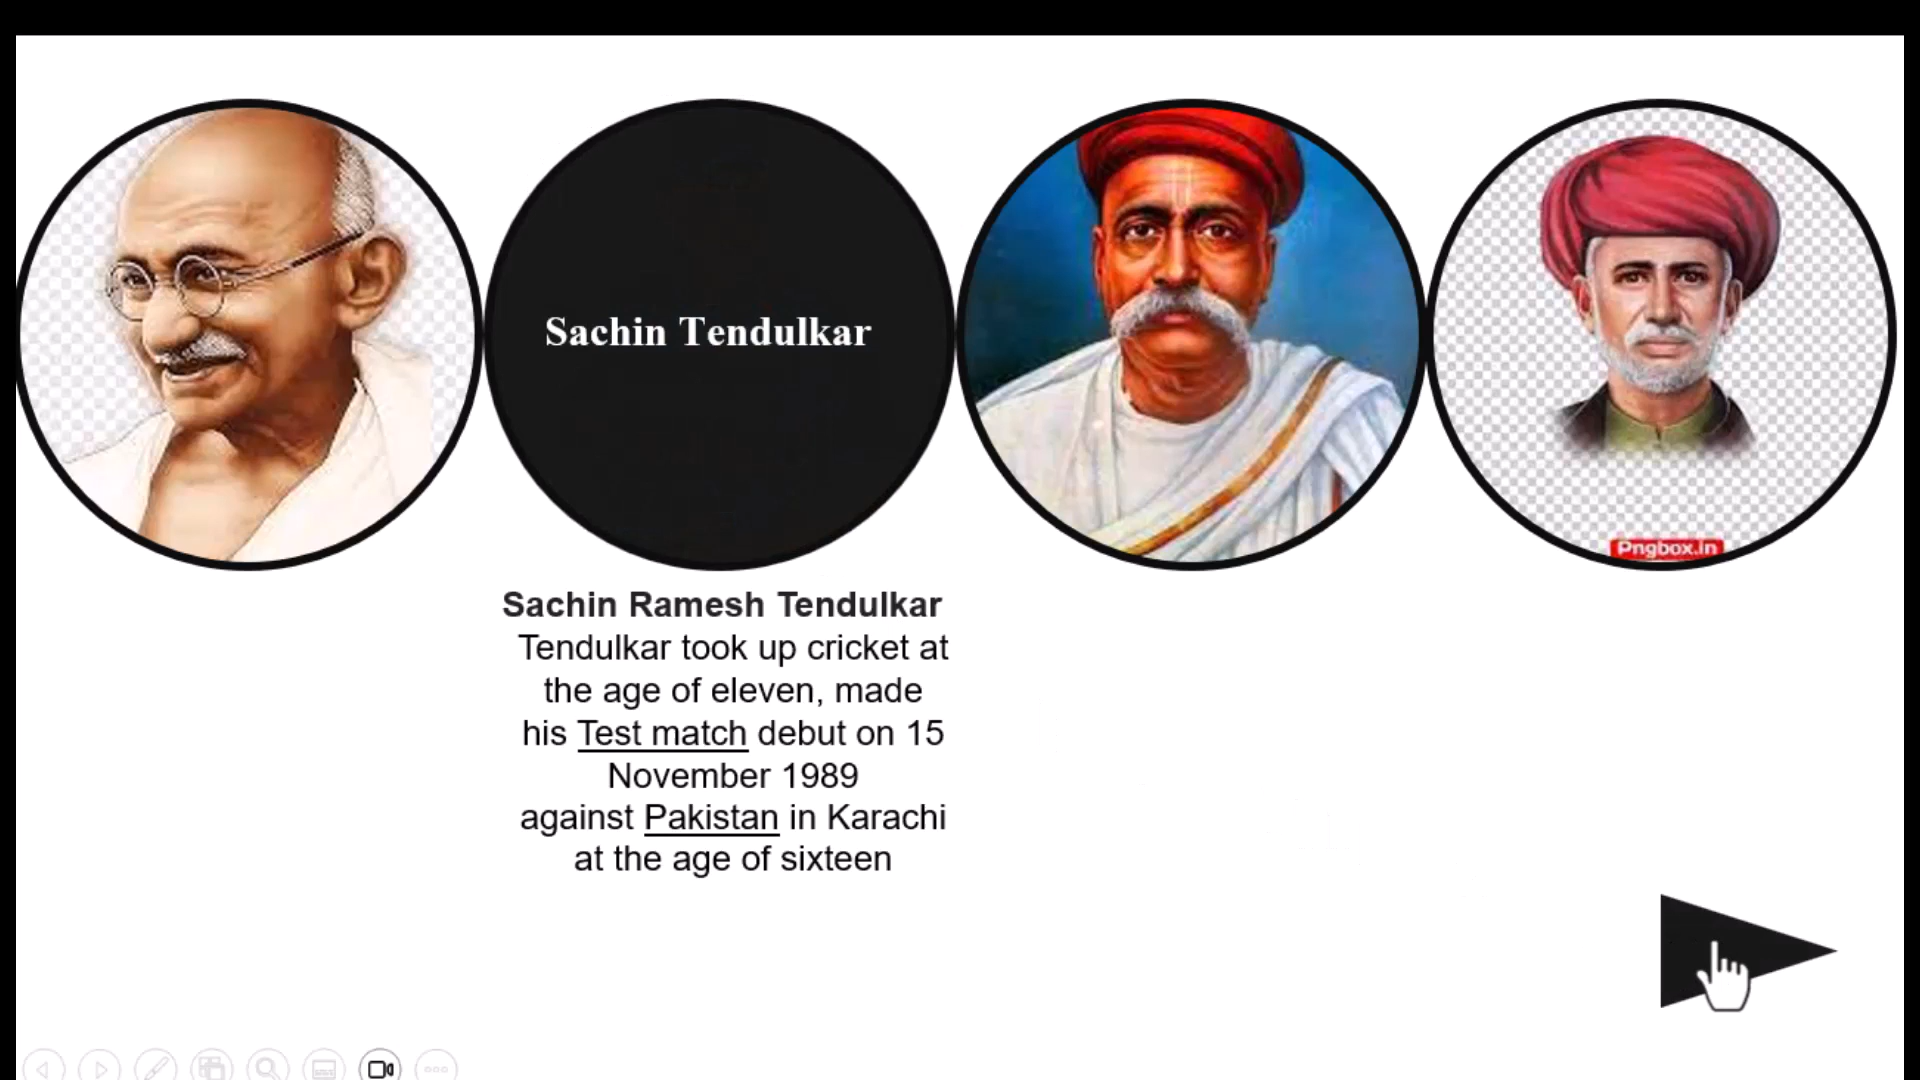 Sachin Tendulkar
Pngbox.in
Sachin Ramesh Tendulkar
Tendulkar took up cricket at
the age of eleven, made
his Test match debut on 15
November 1989
against Pakistan in Karachi
at the age of sixteen